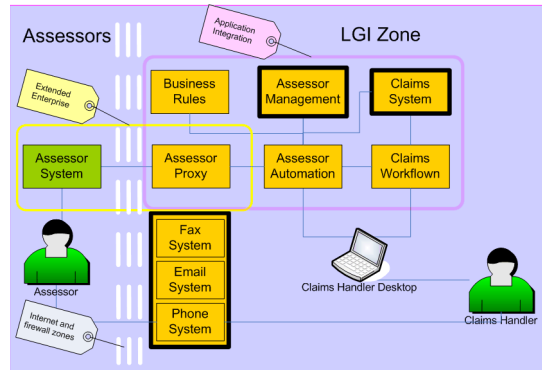 Assessors
LGI Zone
Application
Integration
Extended
Enterprise
Business
Rules
Assessor
Management
Claims
System
Assessor
System
Assessor
Proxy
Assessor
Automation
Claims
Workflown
Fax
System
Email
System
Phone
System
Assessor
Claims Handler Desktop
Claims Handler
Internet and
firewall zones